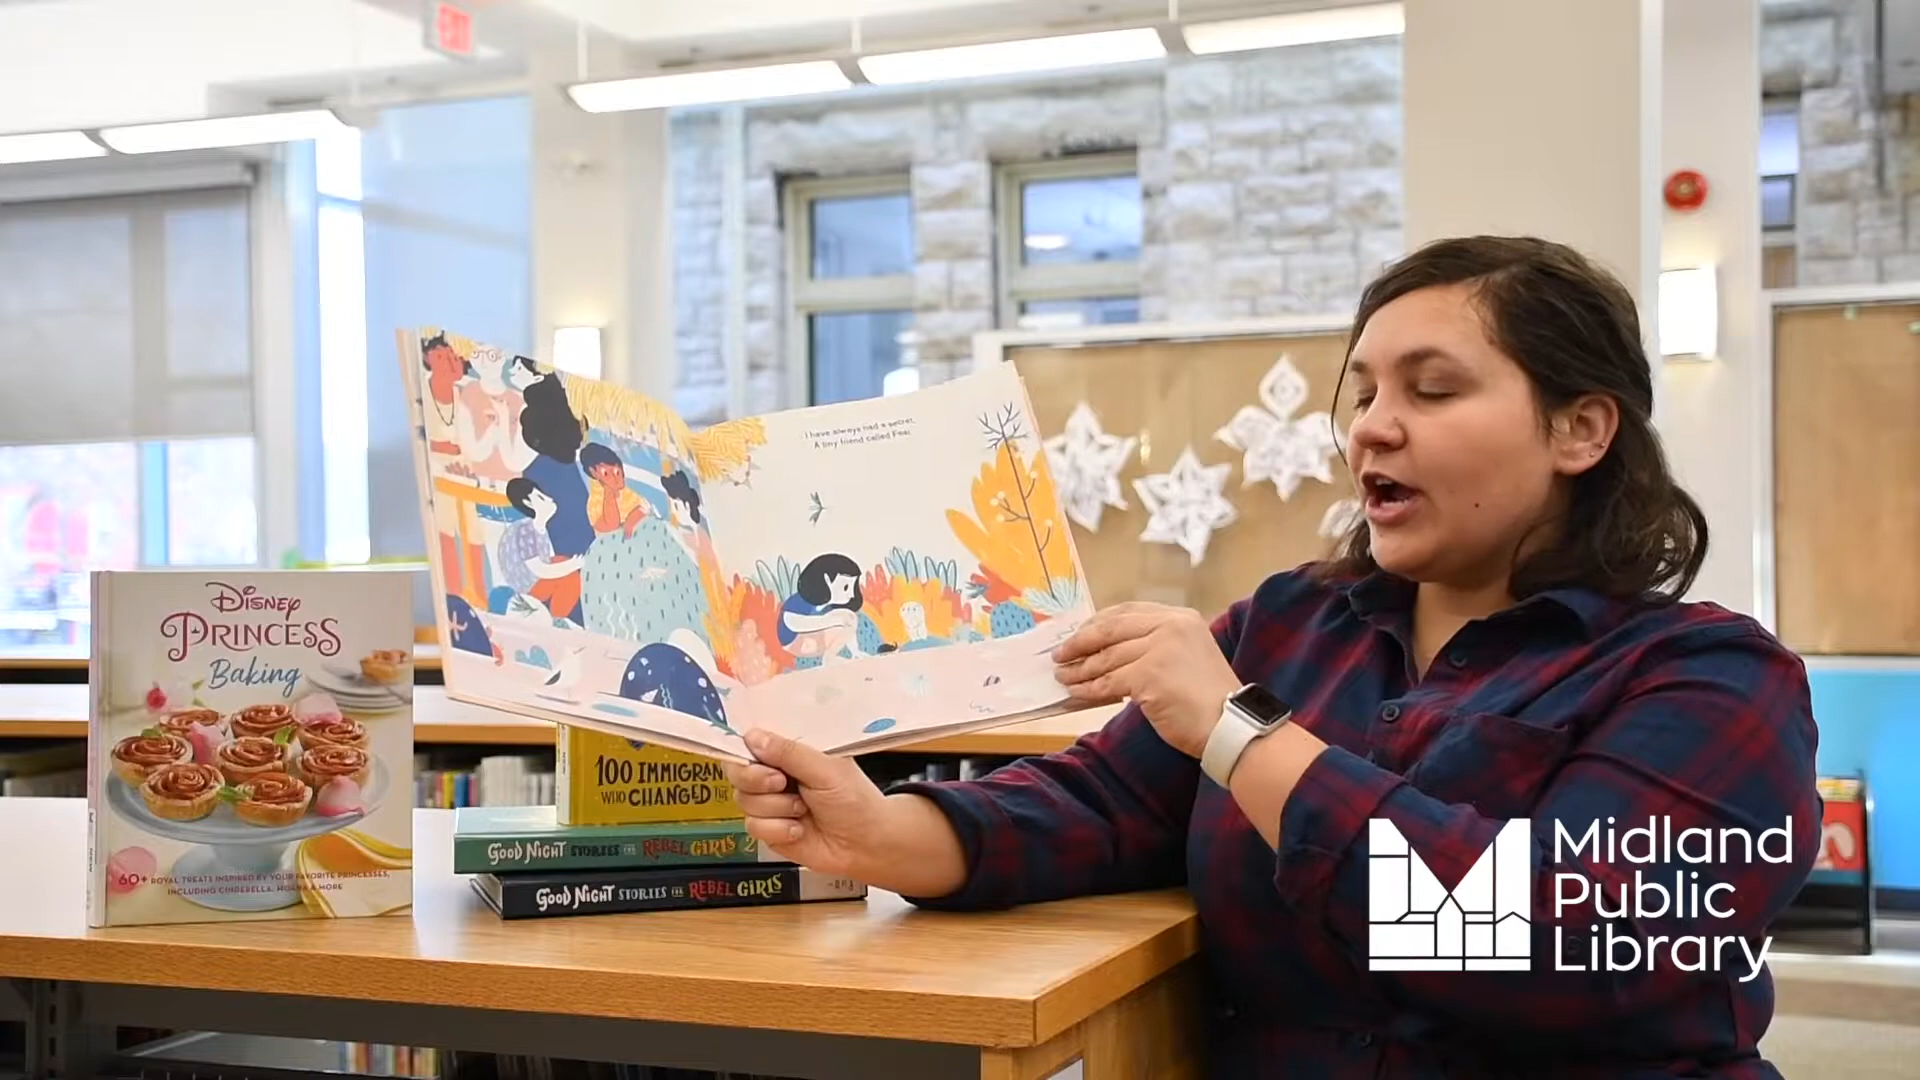 EXIT
I have always had a secret.
A tiny friend called Fear.
Disney
PRINCESS
Baking
60+ ROYAL TREATS INSPIRED BY YOUR FAVORITE PRINCESSES,
INCLUDING CINDERELLA, MOANA & MORE
100 IMMIGRAN
WHO CHANGED THE
GOOD NIGHT STORIES FOR REBEL GIRLS 2
GOOD NIGHT STORIES FOR REBEL GIRLS
Midland
Public
Library